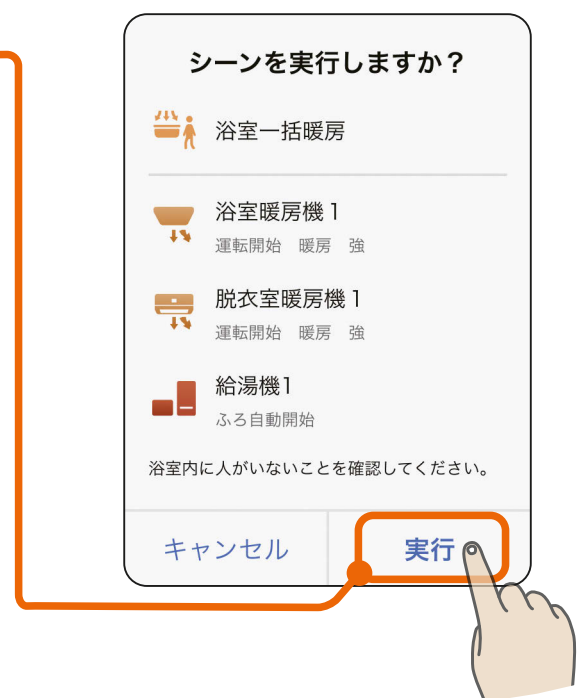 シーンを実行しますか？
浴室一括暖房
浴室暖房機1
運転開始　暖房　強
脱衣室暖房機1
運転開始　暖房　強
給湯機1
ふろ自動開始
浴室内に人がいないことを確認してください。
キャンセル
実行